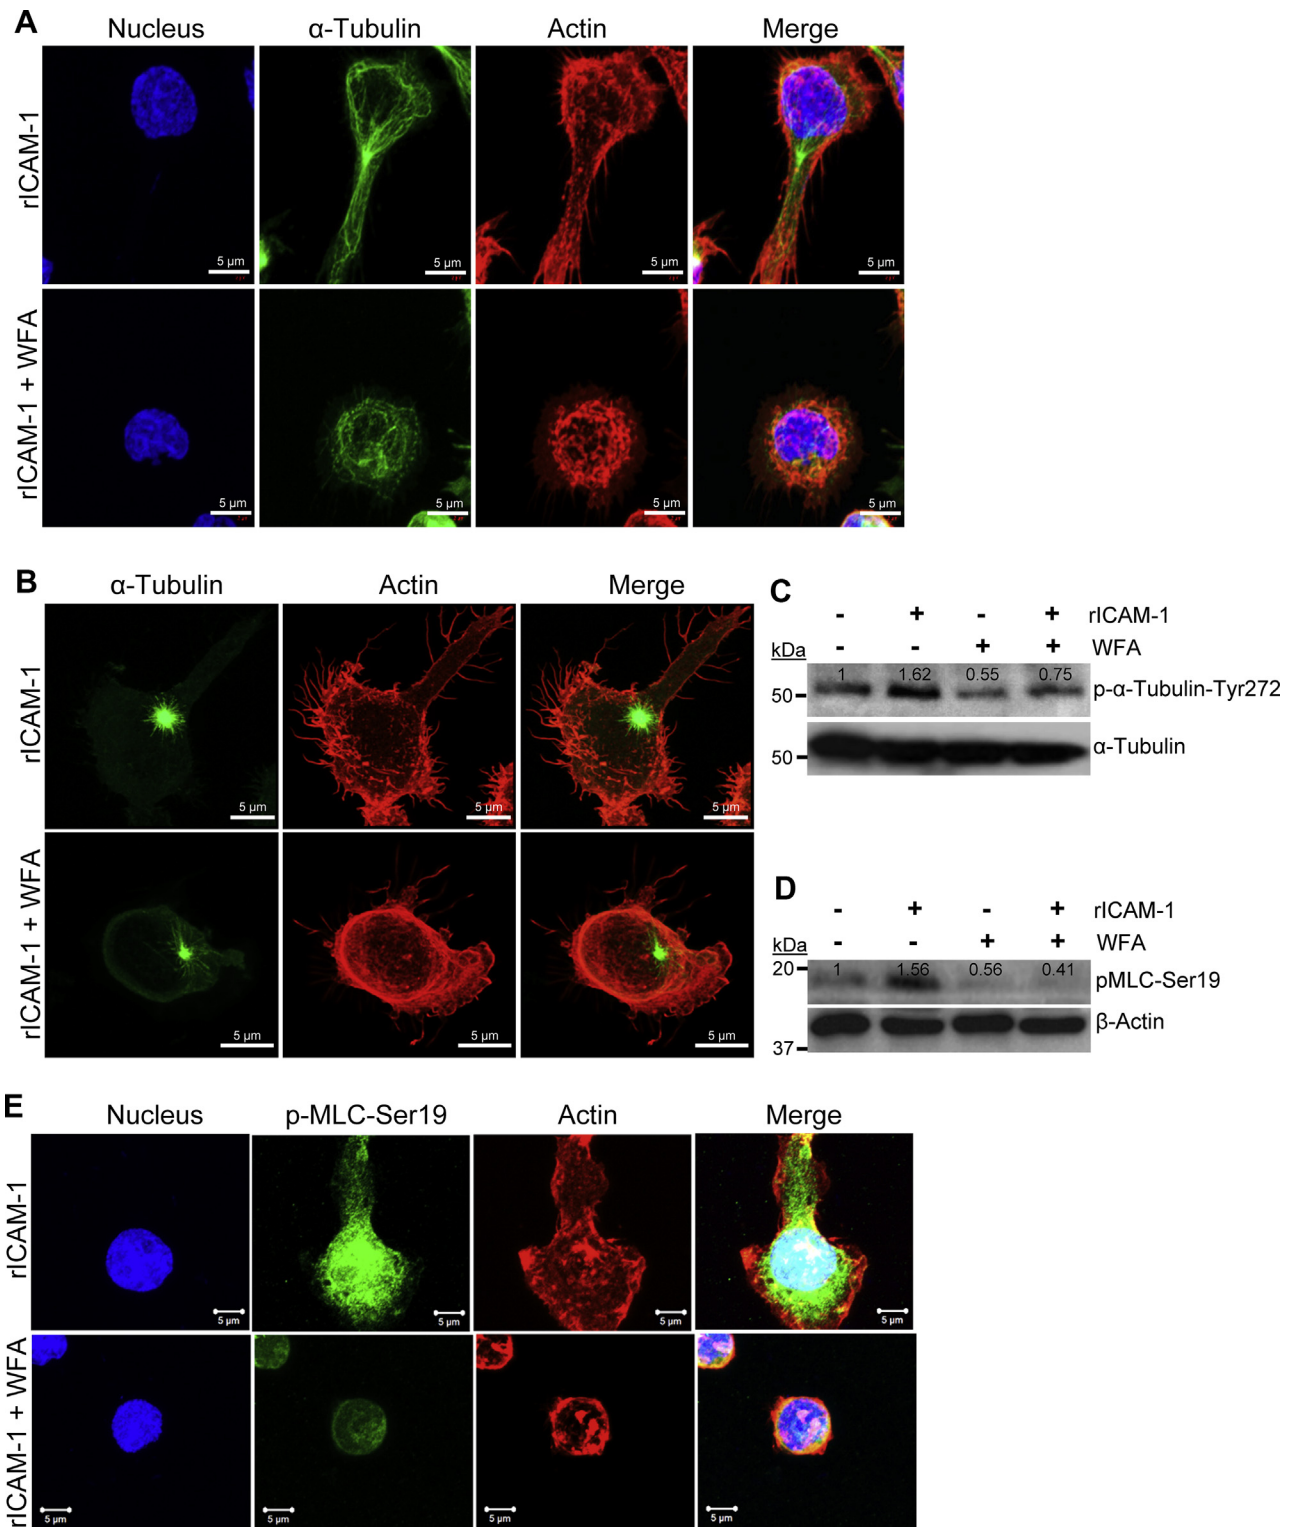 A
Nucleus α-Tubulin Actin Merge
rICAM-1
5 µm 5 µm 5 µm 5 µm
rICAM-1 + WFA
5 µm 5 µm 5 µm 5 µm
B
α-Tubulin Actin Merge
rICAM-1
5 µm 5 µm 5 µm
rICAM-1 + WFA
5 µm 5 µm 5 µm
C
- + - + rICAM-1
- - + + WFA
kDa
1 1.62 0.55 0.75
50 p-α-Tubulin-Tyr272
50 α-Tubulin
D
- + - + rICAM-1
- - + + WFA
kDa
20 1 1.56 0.56 0.41
pMLC-Ser19
β-Actin
37
E
Nucleus p-MLC-Ser19 Actin Merge
rICAM-1
5 µm 5 µm 5 µm 5 µm
rICAM-1 + WFA
5 µm 5 µm 5 µm 5 µm